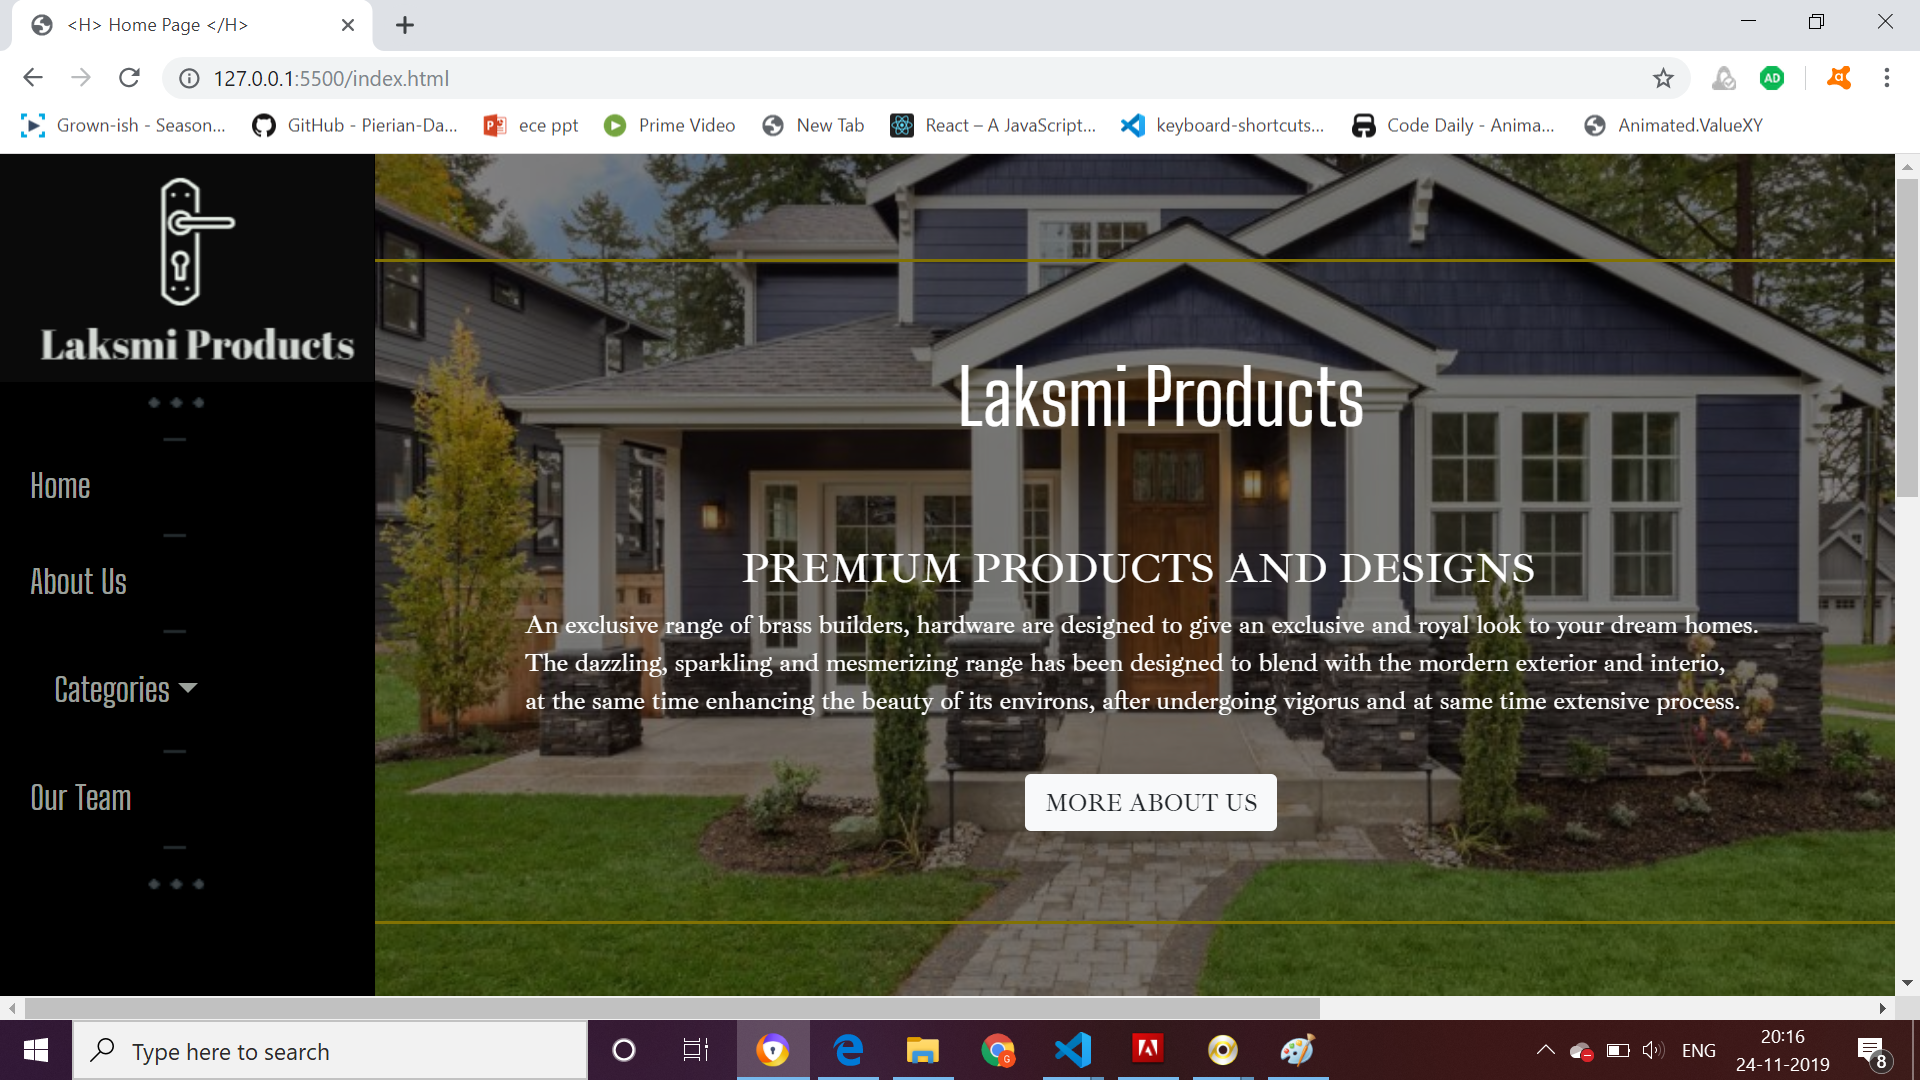 <H> Home Page </H>
127.0.0.1:5500/index.html
Grown-ish - Season...
GitHub - Pierian-Da...
ece ppt
Prime Video
New Tab
React – A JavaScript...
keyboard-shortcuts...
Code Daily - Anima...
Animated.ValueXY
AD
Laksmi Products
Home
About Us
Categories
Our Team
Laksmi Products
PREMIUM PRODUCTS AND DESIGNS
An exclusive range of brass builders, hardware are designed to give an exclusive and royal look to your dream homes.
The dazzling, sparkling and mesmerizing range has been designed to blend with the mordern exterior and interio,
at the same time enhancing the beauty of its environs, after undergoing vigorus and at same time extensive process.
MORE ABOUT US
Type here to search
G
ENG
20:16
24-11-2019
8